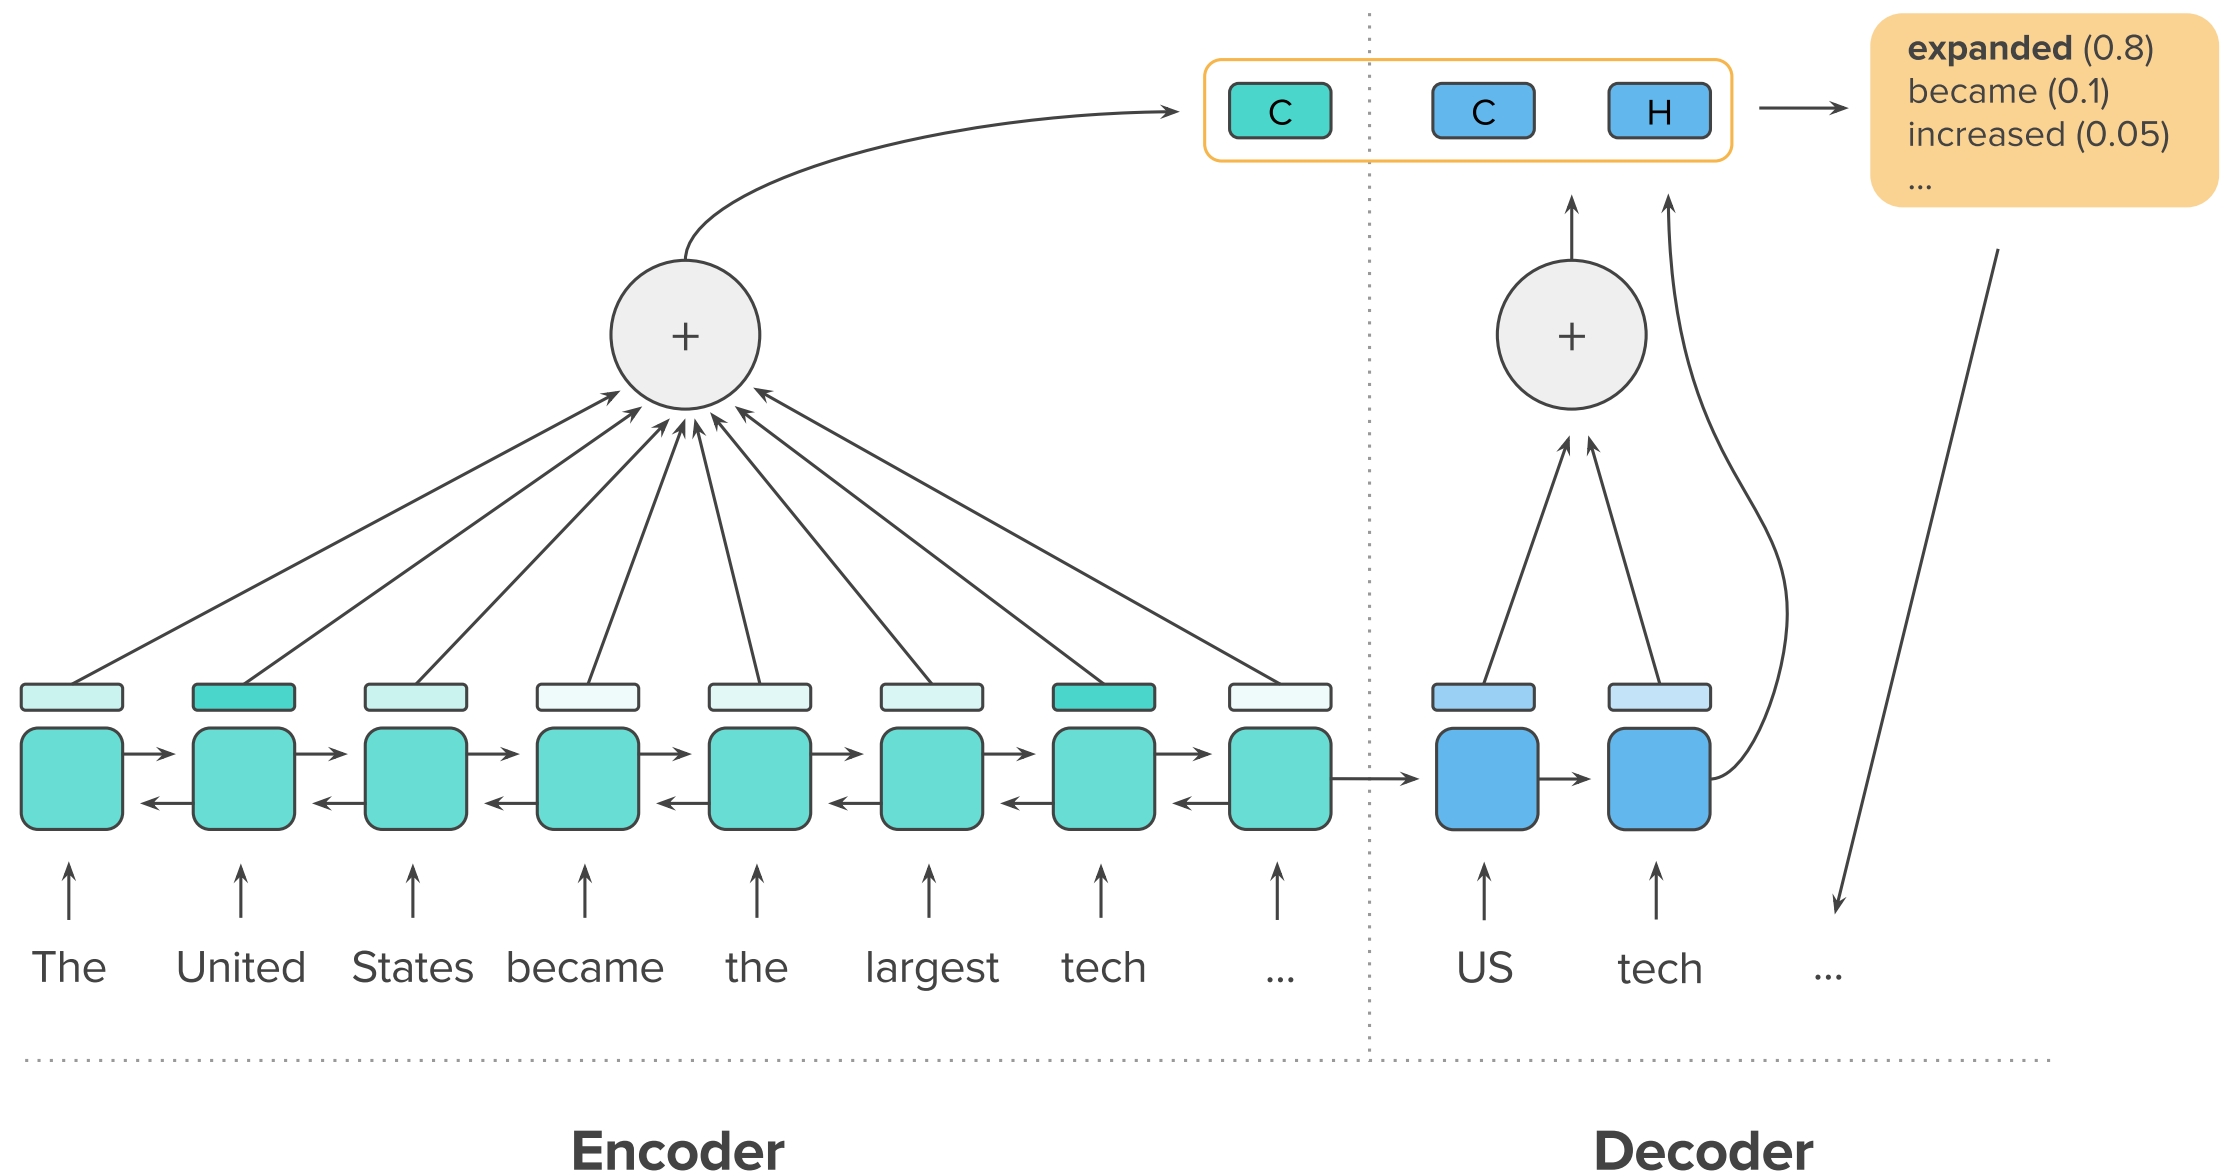 C C H
expanded (0.8)
became (0.1)
increased (0.05)
...
+ +
The United States became the largest tech ... US tech ...
Encoder Decoder